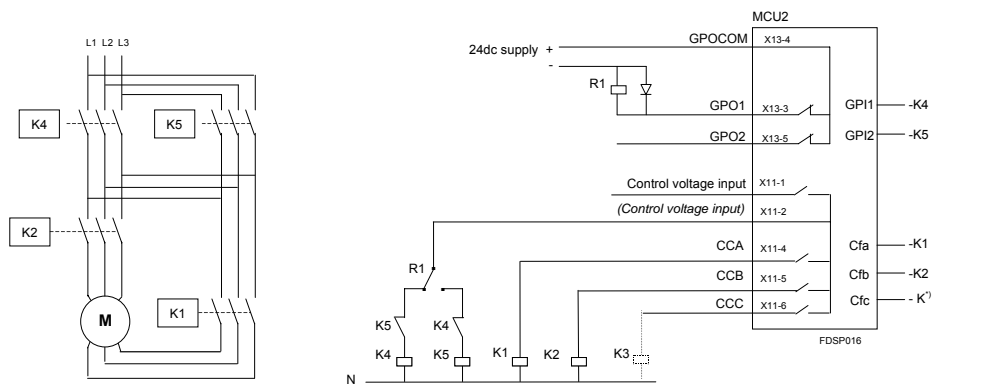 L1 L2 L3
K4
K5
K2
K1
M
MCU2
24dc supply +
-
GPOCOM X13-4
R1
GPO1 X13-3
GPO2 X13-5
GPI1 -K4
GPI2 -K5
Control voltage input X11-1
(Control voltage input) X11-2
CCA X11-4
CCB X11-5
CCC X11-6
Cfa -K1
Cfb -K2
Cfc - K*)
FDSP016
R1
K5 K4
K4 K5 K1 K2 K3
N